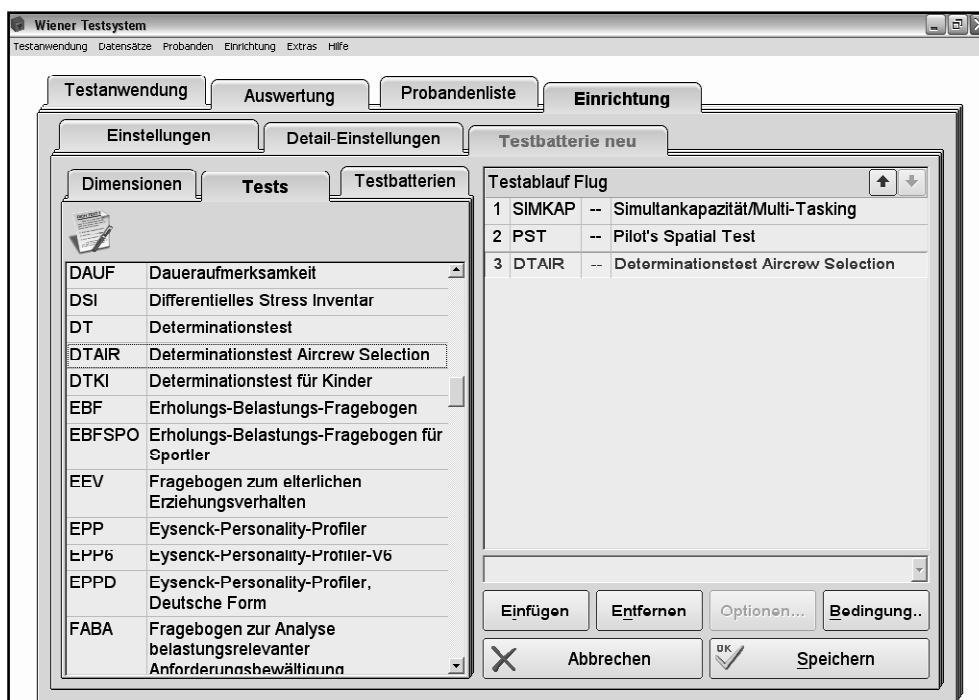 Wiener Testsystem
Testanwendung Datensätze Probanden Einrichtung Extras Hilfe
Testanwendung Auswertung Probandenliste Einrichtung
Einstellungen Detail-Einstellungen Testbatterie neu
Dimensionen Tests Testbatterien
DAUF Daueraufmerksamkeit
DSI Differentielles Stress Inventar
DT Determinationstest
DTAIR Determinationstest Aircrew Selection
DTKI Determinationstest für Kinder
EBF Erholungs-Belastungs-Fragebogen
EBFSPO Erholungs-Belastungs-Fragebogen für
Sportler
EEV Fragebogen zum elterlichen
Erziehungsverhalten
EPP Eysenck-Personality-Profiler
EPP6 Eysenck-Personality-Profiler-V6
EPPD Eysenck-Personality-Profiler,
Deutsche Form
FABA Fragebogen zur Analyse
belastungsrelevanter
Anforderungsbewältigung
Testablauf Flug
1 SIMKAP -- Simultankapazität/Multi-Tasking
2 PST -- Pilot's Spatial Test
3 DTAIR -- Determinationstest Aircrew Selection
Einfügen Entfernen Optionen... Bedingung..
Abbrechen OK Speichern